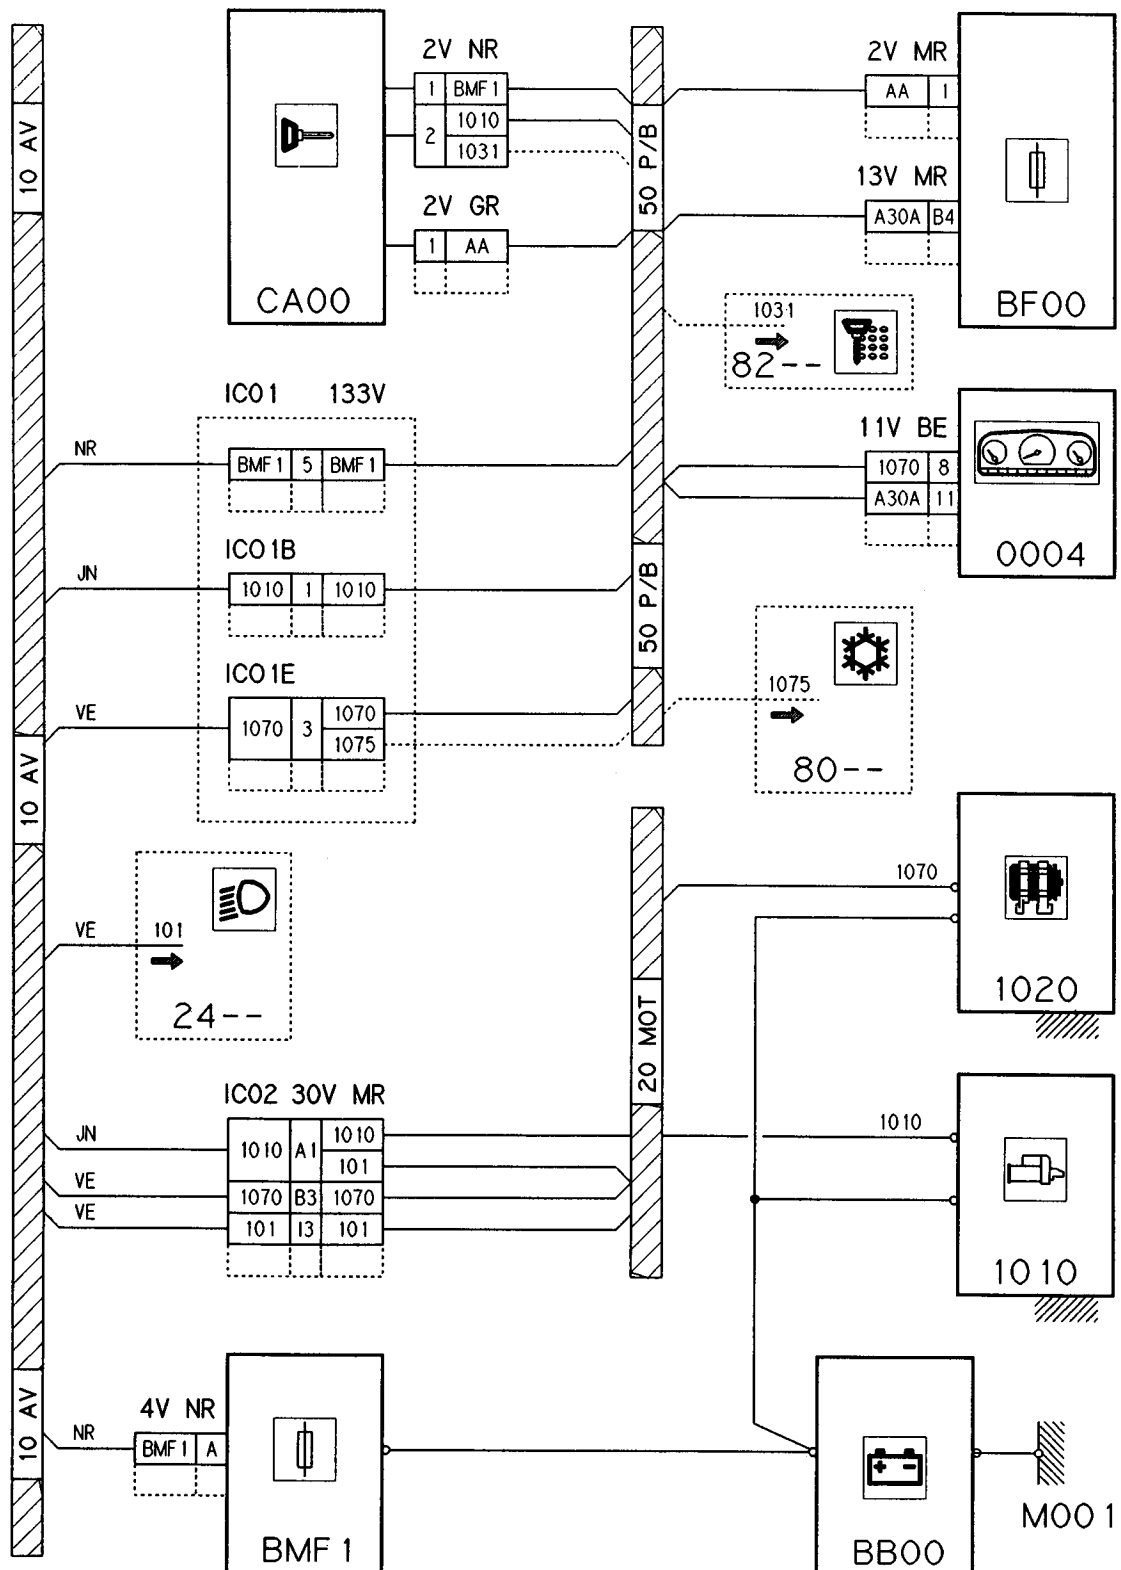 10 AV
CA00
2V NR
1 BMF1
2 1010
1031
2V GR
1 AA
50 P/B
2V MR
AA 1
13V MR
A30A B4
BF00
1031
82--
IC01 133V
NR
BMF1 5 BMF1
11V BE
1070 8
A30A 11
0004
IC01B
JN
1010 1 1010
50 P/B
IC01E
VE
1070 3 1070
1075
1075
80--
10 AV
VE
101
24--
20 MOT
1070
1020
IC02 30V MR
JN
1010 A1 1010
101
VE
1070 B3 1070
VE
101 I3 101
1010
1010
10 AV
NR
4V NR
BMF1 A
BMF1
+ -
BB00
M001